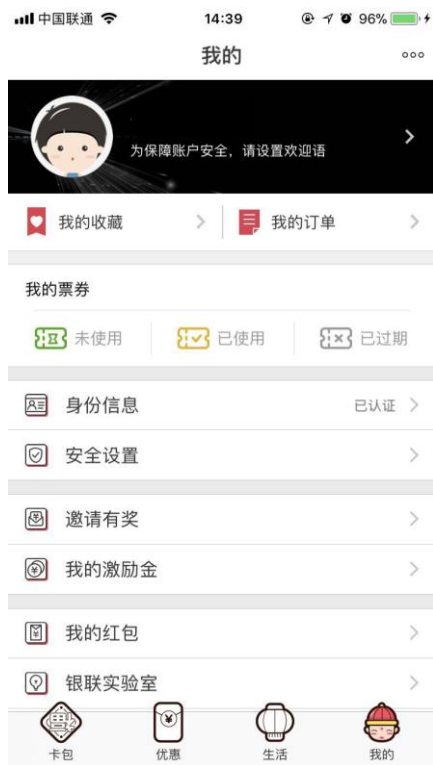 中国联通 14:39 96%
我的
为保障账户安全，请设置欢迎语
我的收藏 我的订单
我的票券
未使用 已使用 已过期
身份信息 已认证
安全设置
邀请有奖
我的激励金
我的红包
银联实验室
卡包 优惠 生活 我的